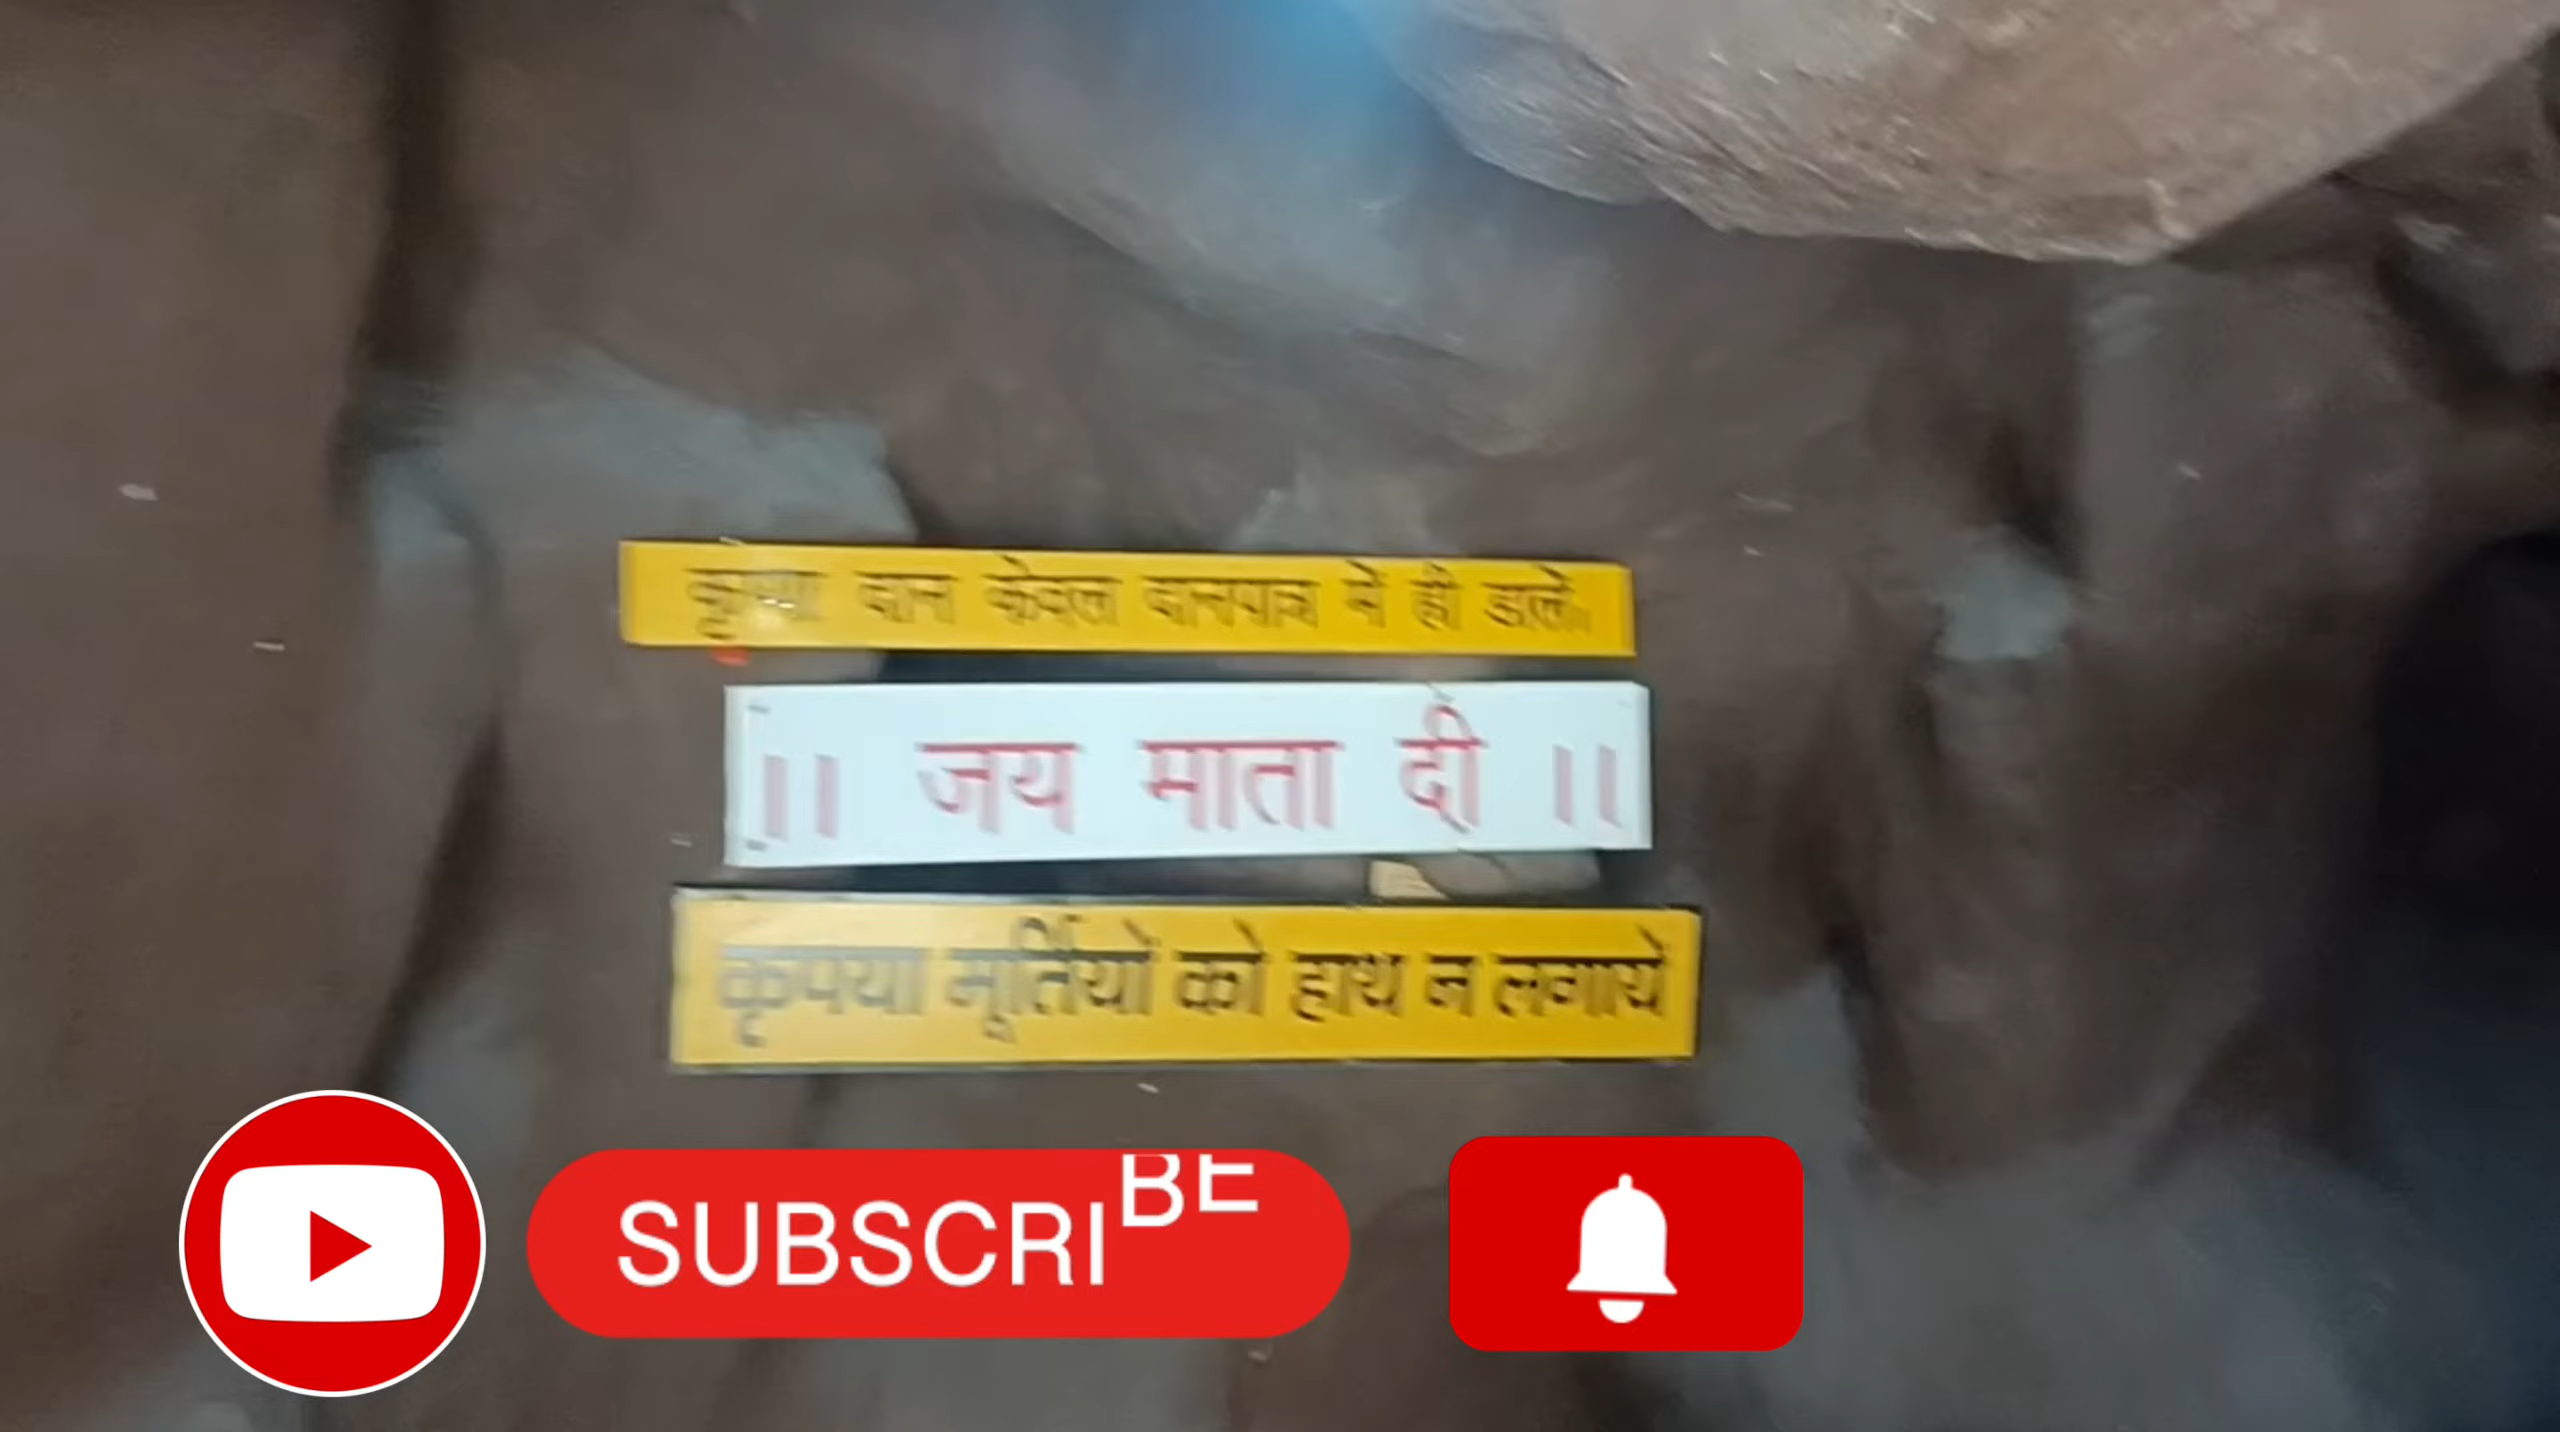 कृपया दान केवल दानपात्र में ही डालें.
।। जय माता दी ।।
कृपया मूर्तियों को हाथ न लगायें
SUBSCRIBE